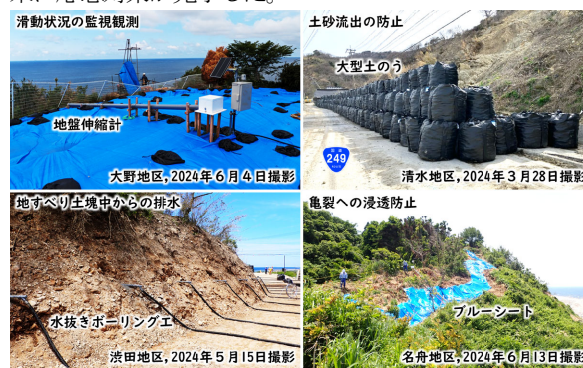 滑動状況の監視観測
地盤伸縮計
大野地区,2024年6月4日撮影
土砂流出の防止
大型土のう
249
清水地区,2024年3月28日撮影
地すべり土塊中からの排水
水抜きボーリング工
渋田地区,2024年5月15日撮影
亀裂への浸透防止
ブルーシート
名舟地区,2024年6月13日撮影